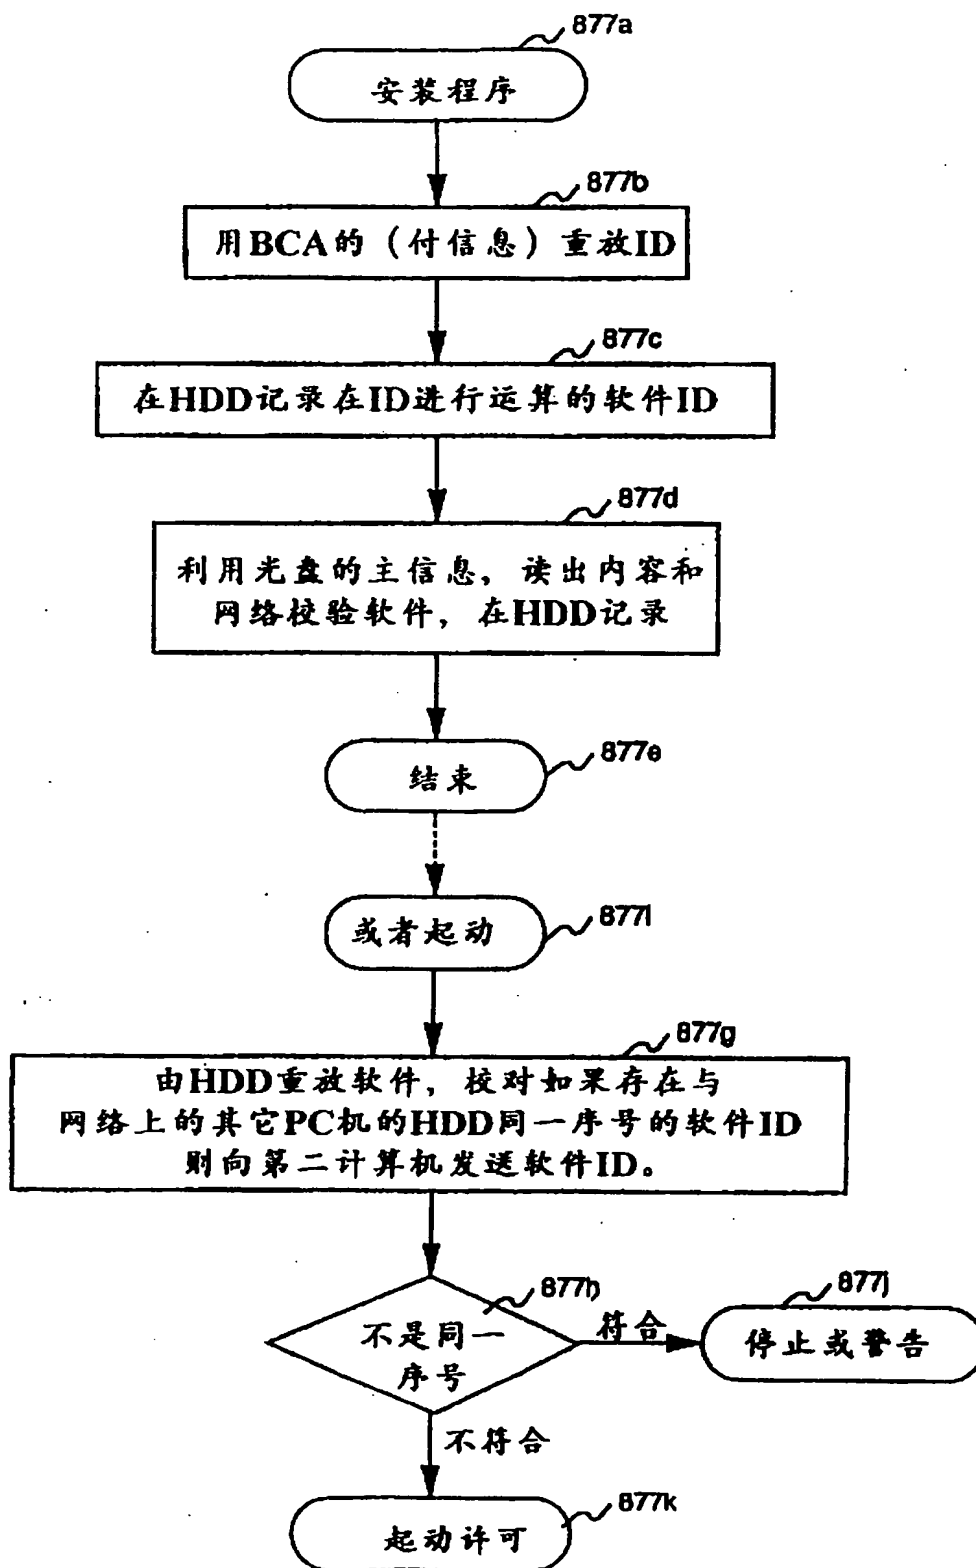 877a
安装程序
877b
用BCA的（付信息）重放ID
877c
在HDD记录在ID进行运算的软件ID
877d
利用光盘的主信息，读出内容和
网络校验软件，在HDD记录
877e
结束
877i
或者起动
877g
由HDD重放软件，校对如果存在与
网络上的其它PC机的HDD同一序号的软件ID
则向第二计算机发送软件ID。
877h
不是同一
序号
符合
877j
停止或警告
不符合
877k
起动许可